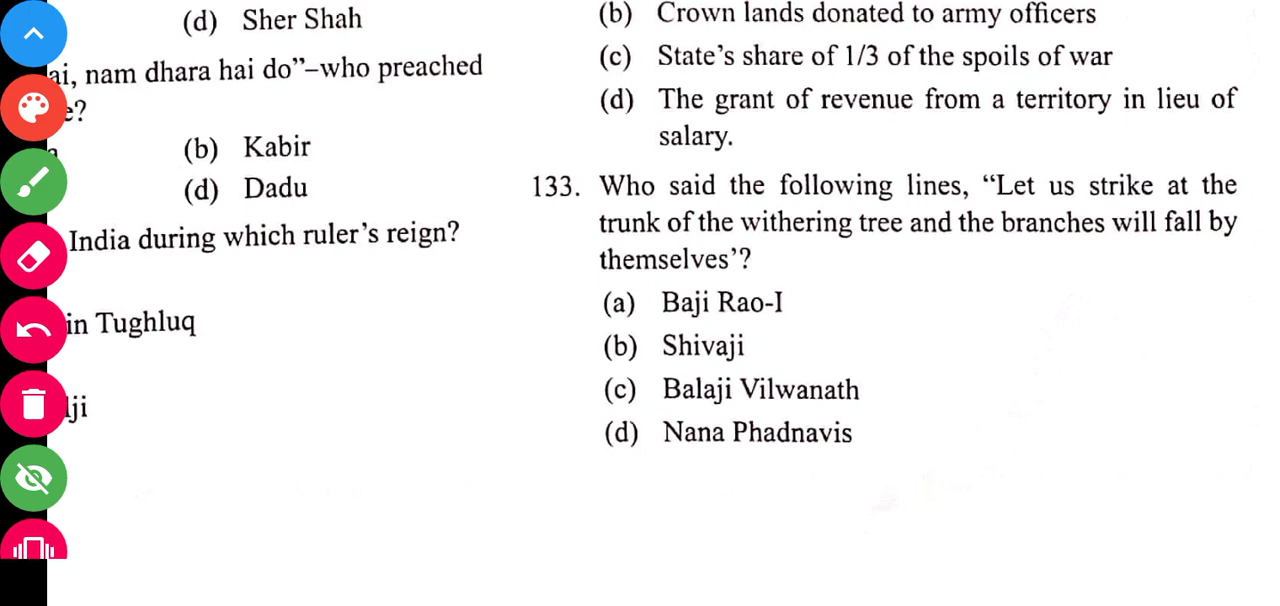 (d) Sher Shah
ai, nam dhara hai do”–who preached
e?
(b) Kabir
(d) Dadu
India during which ruler’s reign?
in Tughluq
lji
(b) Crown lands donated to army officers
(c) State’s share of 1/3 of the spoils of war
(d) The grant of revenue from a territory in lieu of
salary.
133. Who said the following lines, “Let us strike at the
trunk of the withering tree and the branches will fall by
themselves’?
(a) Baji Rao-I
(b) Shivaji
(c) Balaji Vilwanath
(d) Nana Phadnavis